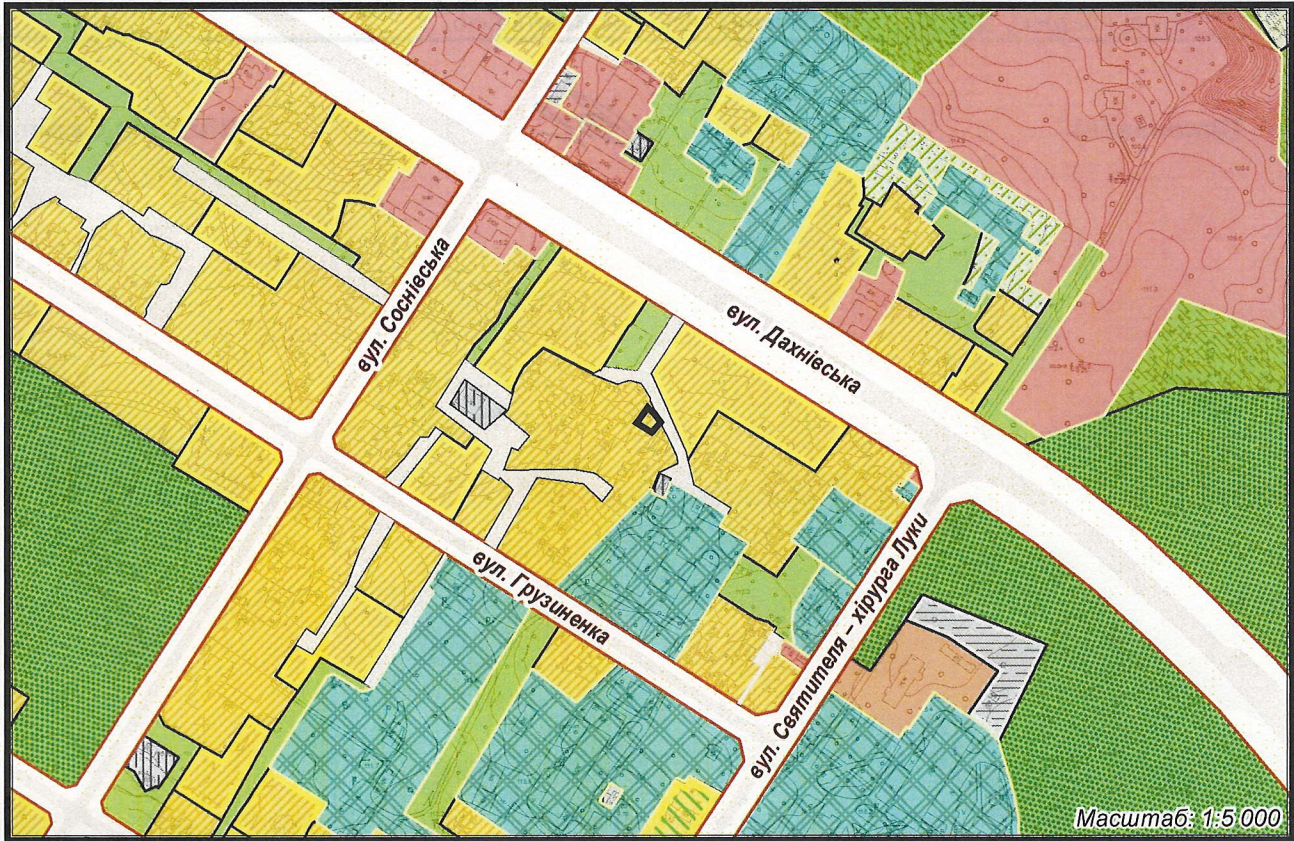 вул. Соснівська
вул. Дахнівська
вул. Грузиненка
вул. Святителя – хірурга Луки
Масштаб: 1:5 000